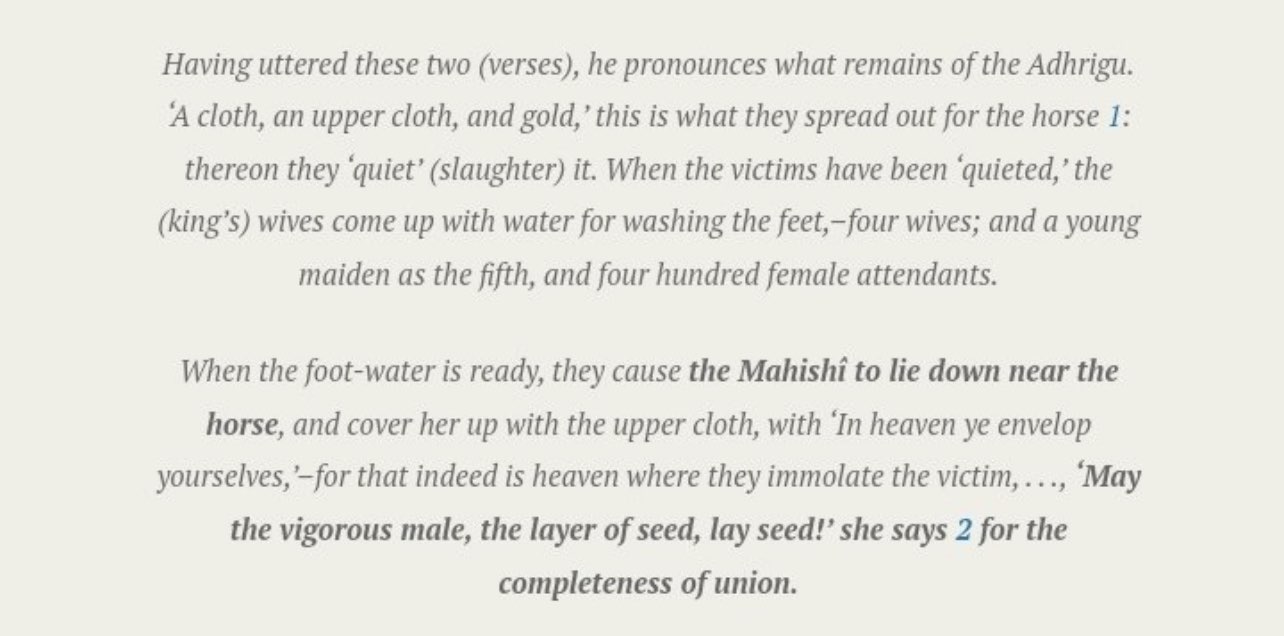 Having uttered these two (verses), he pronounces what remains of the Adhrigu.
‘A cloth, an upper cloth, and gold,’ this is what they spread out for the horse 1:
thereon they ‘quiet’ (slaughter) it. When the victims have been ‘quieted,’ the
(king’s) wives come up with water for washing the feet,–four wives; and a young
maiden as the fifth, and four hundred female attendants.
When the foot-water is ready, they cause the Mahishî to lie down near the
horse, and cover her up with the upper cloth, with ‘In heaven ye envelop
yourselves,’–for that indeed is heaven where they immolate the victim, . . ., ‘May
the vigorous male, the layer of seed, lay seed!’ she says 2 for the
completeness of union.